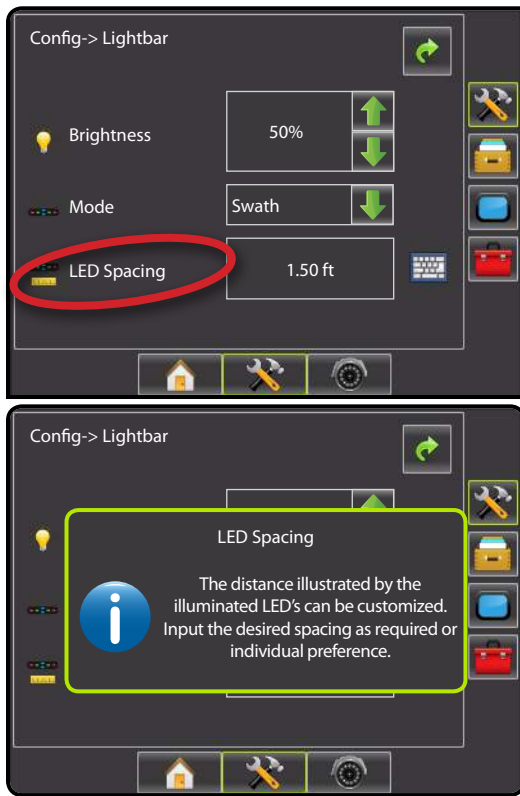 Config-> Lightbar
Brightness
50%
Mode
Swath
LED Spacing
1.50 ft
Config-> Lightbar
LED Spacing
The distance illustrated by the
illuminated LED's can be customized.
Input the desired spacing as required or
individual preference.